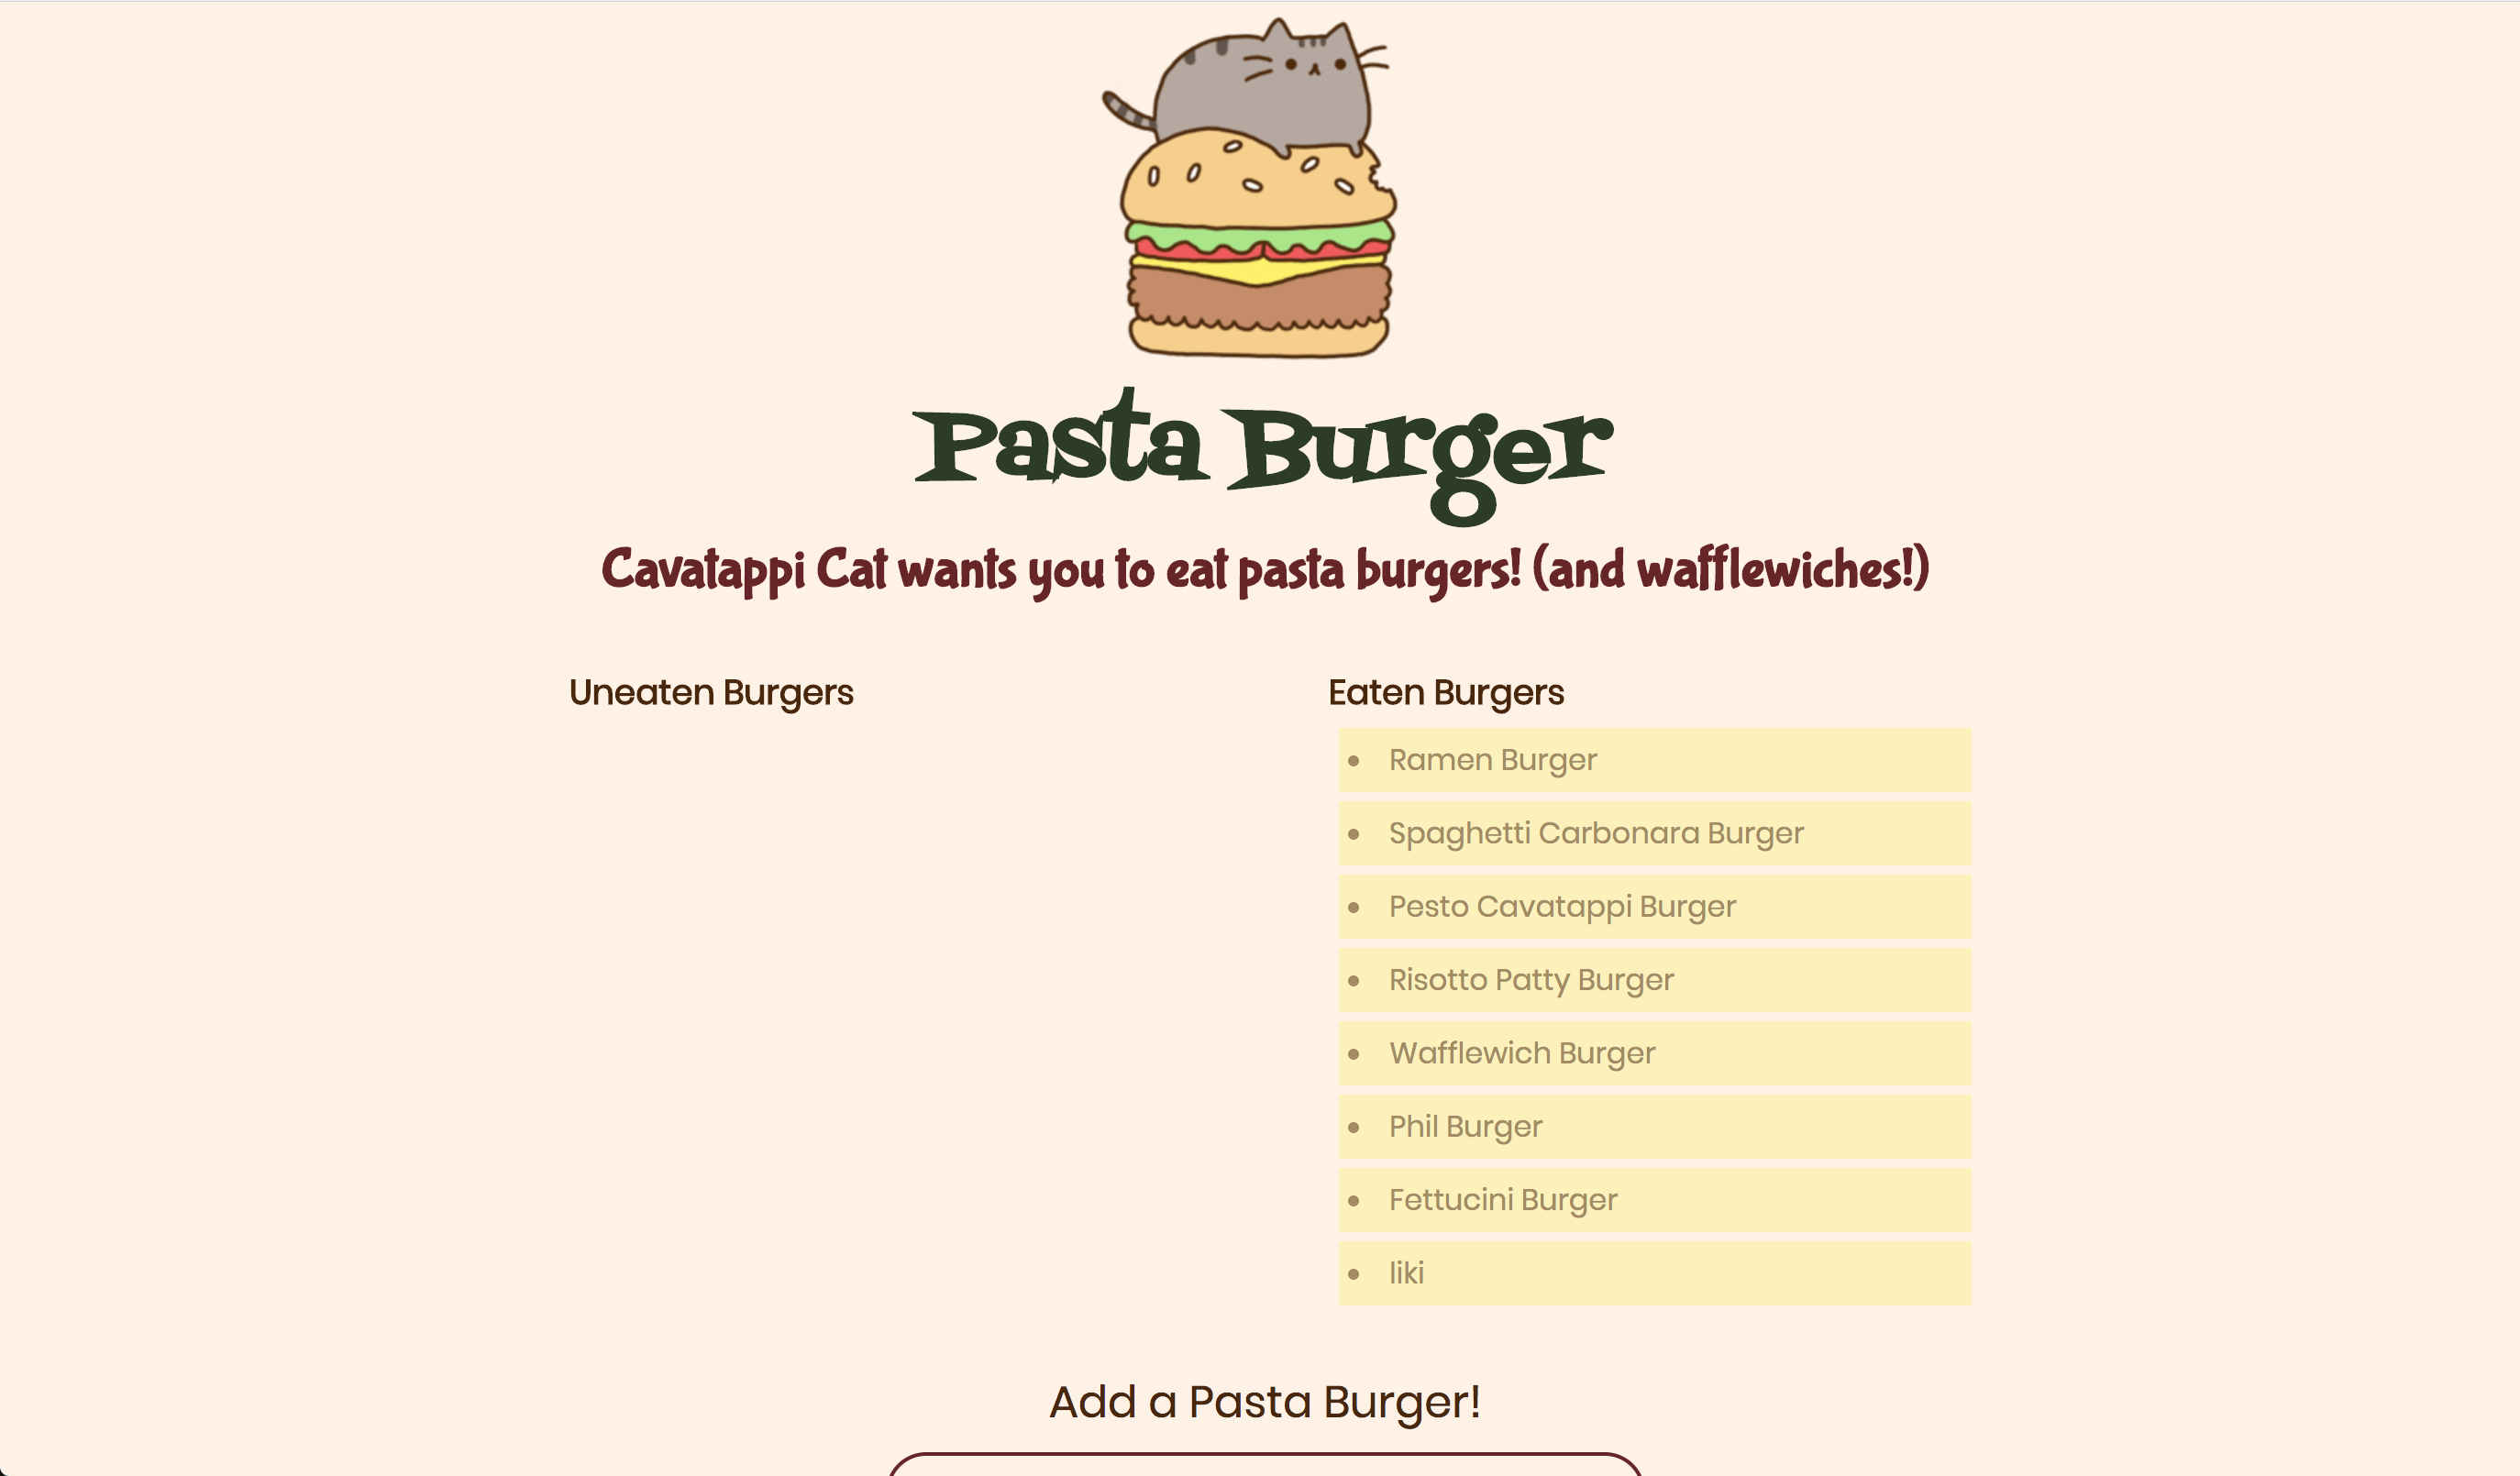 Pasta Burger
Cavatappi Cat wants you to eat pasta burgers! (and wafflewiches!)
Uneaten Burgers
Eaten Burgers
Ramen Burger
Spaghetti Carbonara Burger
Pesto Cavatappi Burger
Risotto Patty Burger
Wafflewich Burger
Phil Burger
Fettucini Burger
liki
Add a Pasta Burger!